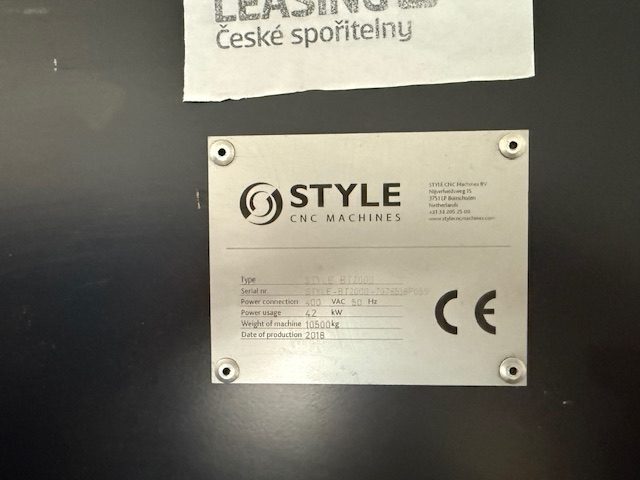 LEASING
České spořitelny
STYLE
CNC MACHINES
STYLE CNC Machines BV
Nijverheidsweg 15
3751 LP Bunschoten
Netherlands
www.stylecncmachines.com
Type STYLE BT2000
Serial nr.
Power connection 400 VAC 50 Hz
Power usage 42 kW
Weight of machine 10500 kg
Date of production 2018
CE